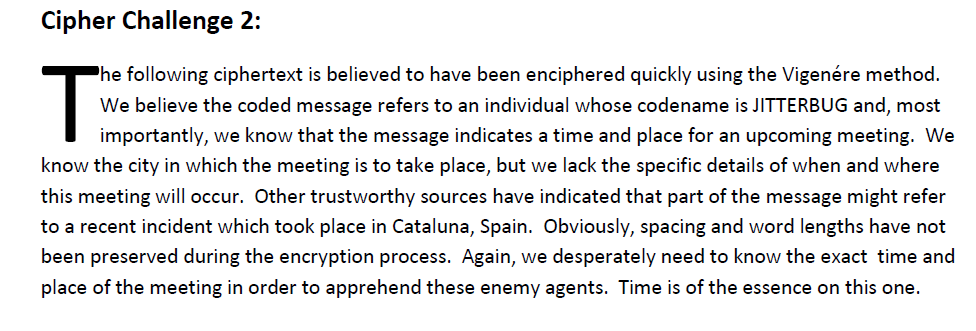 Cipher Challenge 2:
The following ciphertext is believed to have been enciphered quickly using the Vigenére method.
We believe the coded message refers to an individual whose codename is JITTERBUG and, most
importantly, we know that the message indicates a time and place for an upcoming meeting. We
know the city in which the meeting is to take place, but we lack the specific details of when and where
this meeting will occur. Other trustworthy sources have indicated that part of the message might refer
to a recent incident which took place in Cataluna, Spain. Obviously, spacing and word lengths have not
been preserved during the encryption process. Again, we desperately need to know the exact time and
place of the meeting in order to apprehend these enemy agents. Time is of the essence on this one.